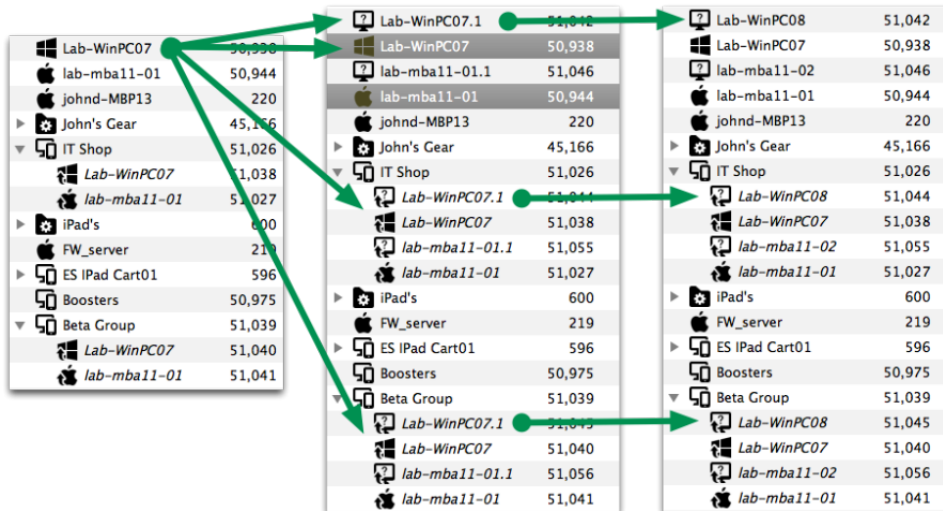 Lab-WinPC07 50,938
lab-mba11-01 50,944
johnd-MBP13 220
John's Gear 45,166
IT Shop 51,026
Lab-WinPC07 51,038
lab-mba11-01 51,027
iPad's 600
FW_server 219
ES IPad Cart01 596
Boosters 50,975
Beta Group 51,039
Lab-WinPC07 51,040
lab-mba11-01 51,041
Lab-WinPC07.1 51,042
Lab-WinPC07 50,938
lab-mba11-01.1 51,046
lab-mba11-01 50,944
johnd-MBP13 220
John's Gear 45,166
IT Shop 51,026
Lab-WinPC07.1 51,044
Lab-WinPC07 51,038
lab-mba11-01.1 51,055
lab-mba11-01 51,027
iPad's 600
FW_server 219
ES IPad Cart01 596
Boosters 50,975
Beta Group 51,039
Lab-WinPC07.1 51,045
Lab-WinPC07 51,040
lab-mba11-01.1 51,056
lab-mba11-01 51,041
Lab-WinPC08 51,042
Lab-WinPC07 50,938
lab-mba11-02 51,046
lab-mba11-01 50,944
johnd-MBP13 220
John's Gear 45,166
IT Shop 51,026
Lab-WinPC08 51,044
Lab-WinPC07 51,038
lab-mba11-02 51,055
lab-mba11-01 51,027
iPad's 600
FW_server 219
ES IPad Cart01 596
Boosters 50,975
Beta Group 51,039
Lab-WinPC08 51,045
Lab-WinPC07 51,040
lab-mba11-02 51,056
lab-mba11-01 51,041